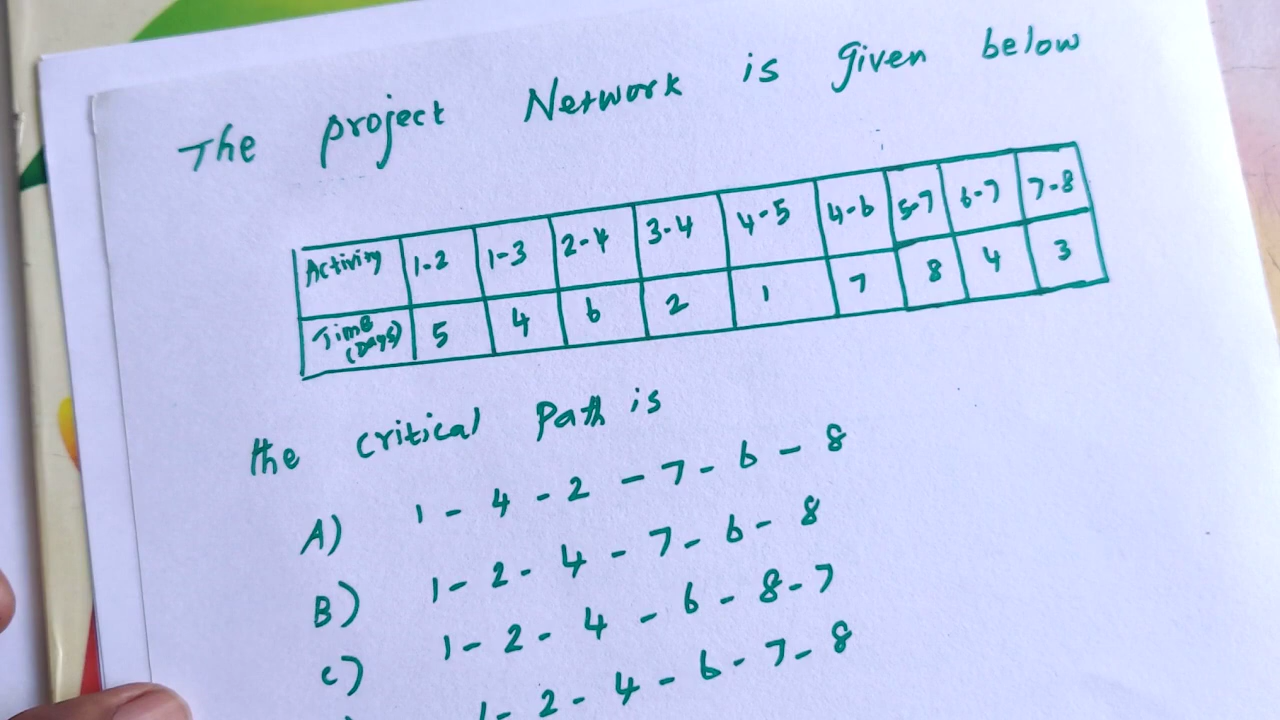 The project Network is given below
Activity 1-2 1-3 2-4 3-4 4-5 4-6 5-7 6-7 7-8
Time (Days) 5 4 6 2 1 7 8 4 3
the critical Path is
A) 1 - 4 - 2 - 7 - 6 - 8
B) 1 - 2 - 4 - 7 - 6 - 8
c) 1 - 2 - 4 - 6 - 8 - 7
1 - 2 - 4 - 6 - 7 - 8